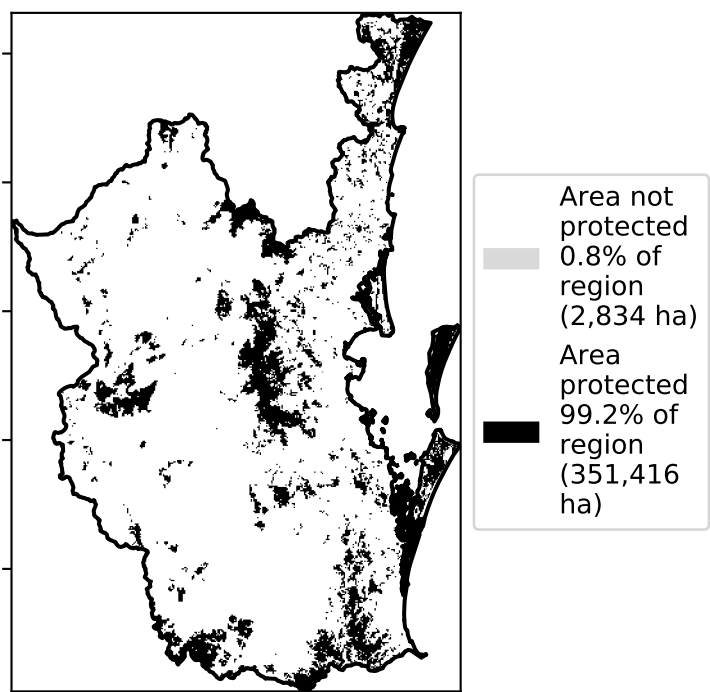 Area not
protected
0.8% of
region
(2,834 ha)
Area
protected
99.2% of
region
(351,416
ha)